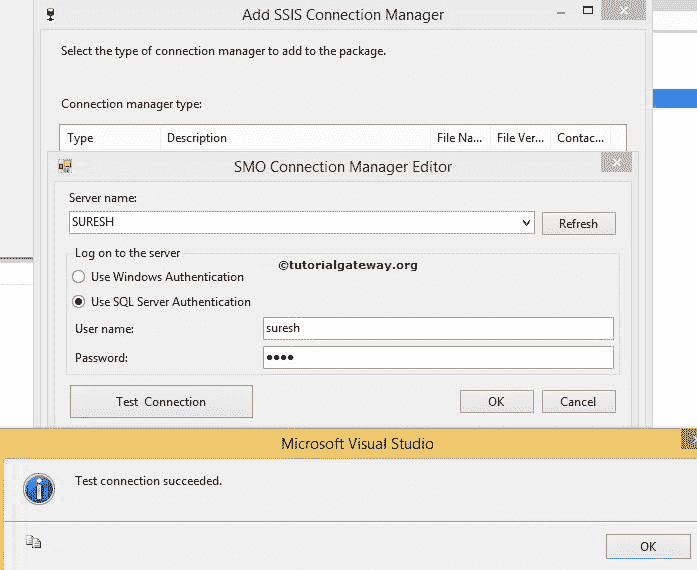 Add SSIS Connection Manager
Select the type of connection manager to add to the package.
Connection manager type:
Type Description File Na... File Ver... Contac...
SMO Connection Manager Editor
Server name:
SURESH Refresh
Log on to the server
©tutorialgateway.org
Use Windows Authentication
Use SQL Server Authentication
User name: suresh
Password: ●●●●
Test Connection OK Cancel
Microsoft Visual Studio
Test connection succeeded.
OK